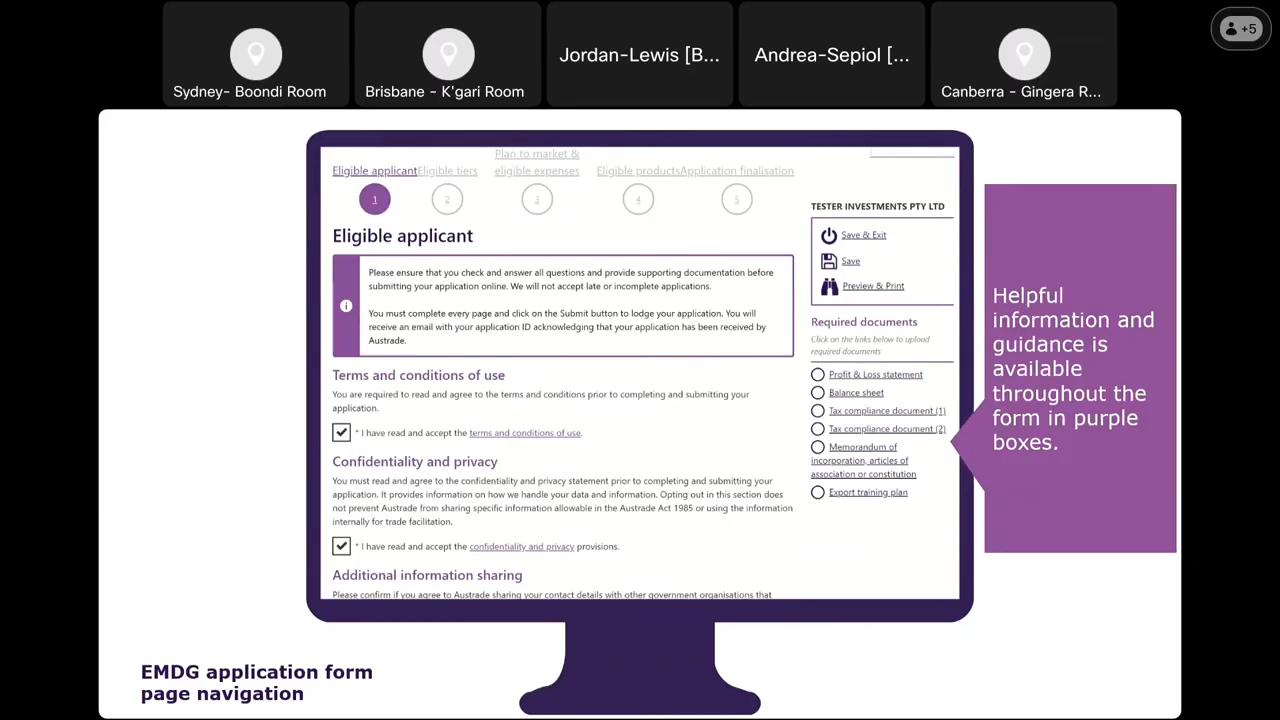 Sydney- Boondi Room
Brisbane - K'gari Room
Jordan-Lewis [B...
Andrea-Sepiol [...
Canberra - Gingera R...
+5
Plan to market &
Eligible applicant Eligible tiers eligible expenses Eligible products Application finalisation
1 2 3 4 5
Eligible applicant
Please ensure that you check and answer all questions and provide supporting documentation before
submitting your application online. We will not accept late or incomplete applications.
You must complete every page and click on the Submit button to lodge your application. You will
receive an email with your application ID acknowledging that your application has been received by
Austrade.
Terms and conditions of use
You are required to read and agree to the terms and conditions prior to completing and submitting your
application.
* I have read and accept the terms and conditions of use.
Confidentiality and privacy
You must read and agree to the confidentiality and privacy statement prior to completing and submitting your
application. It provides information on how we handle your data and information. Opting out in this section does
not prevent Austrade from sharing specific information allowable in the Austrade Act 1985 or using the information
internally for trade facilitation.
* I have read and accept the confidentiality and privacy provisions.
Additional information sharing
Please confirm if you agree to Austrade sharing your contact details with other government organisations that
TESTER INVESTMENTS PTY LTD
Save & Exit
Save
Preview & Print
Required documents
Click on the links below to upload
required documents
Profit & Loss statement
Balance sheet
Tax compliance document (1)
Tax compliance document (2)
Memorandum of
incorporation, articles of
association or constitution
Export training plan
Helpful
information and
guidance is
available
throughout the
form in purple
boxes.
EMDG application form
page navigation